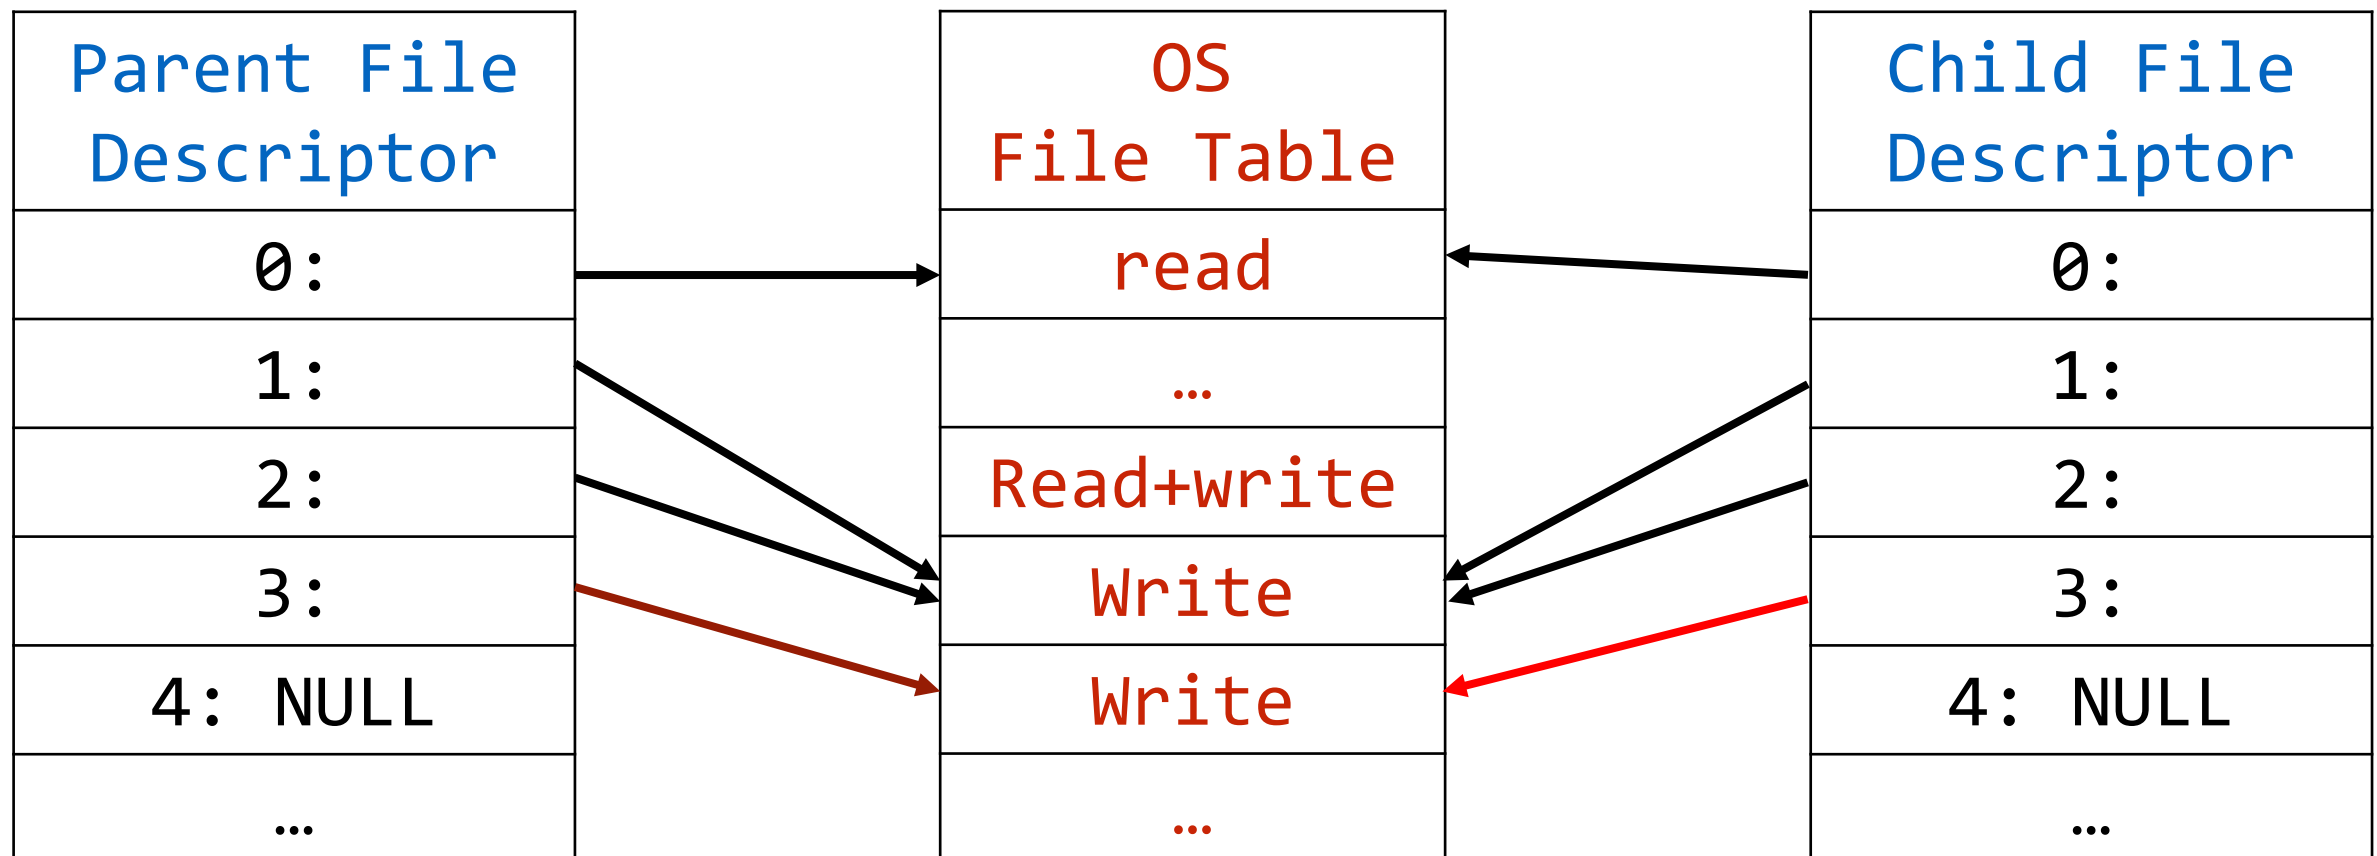 Parent File
Descriptor
0:
1:
2:
3:
4: NULL
…
OS
File Table
read
…
Read+write
Write
Write
…
Child File
Descriptor
0:
1:
2:
3:
4: NULL
…